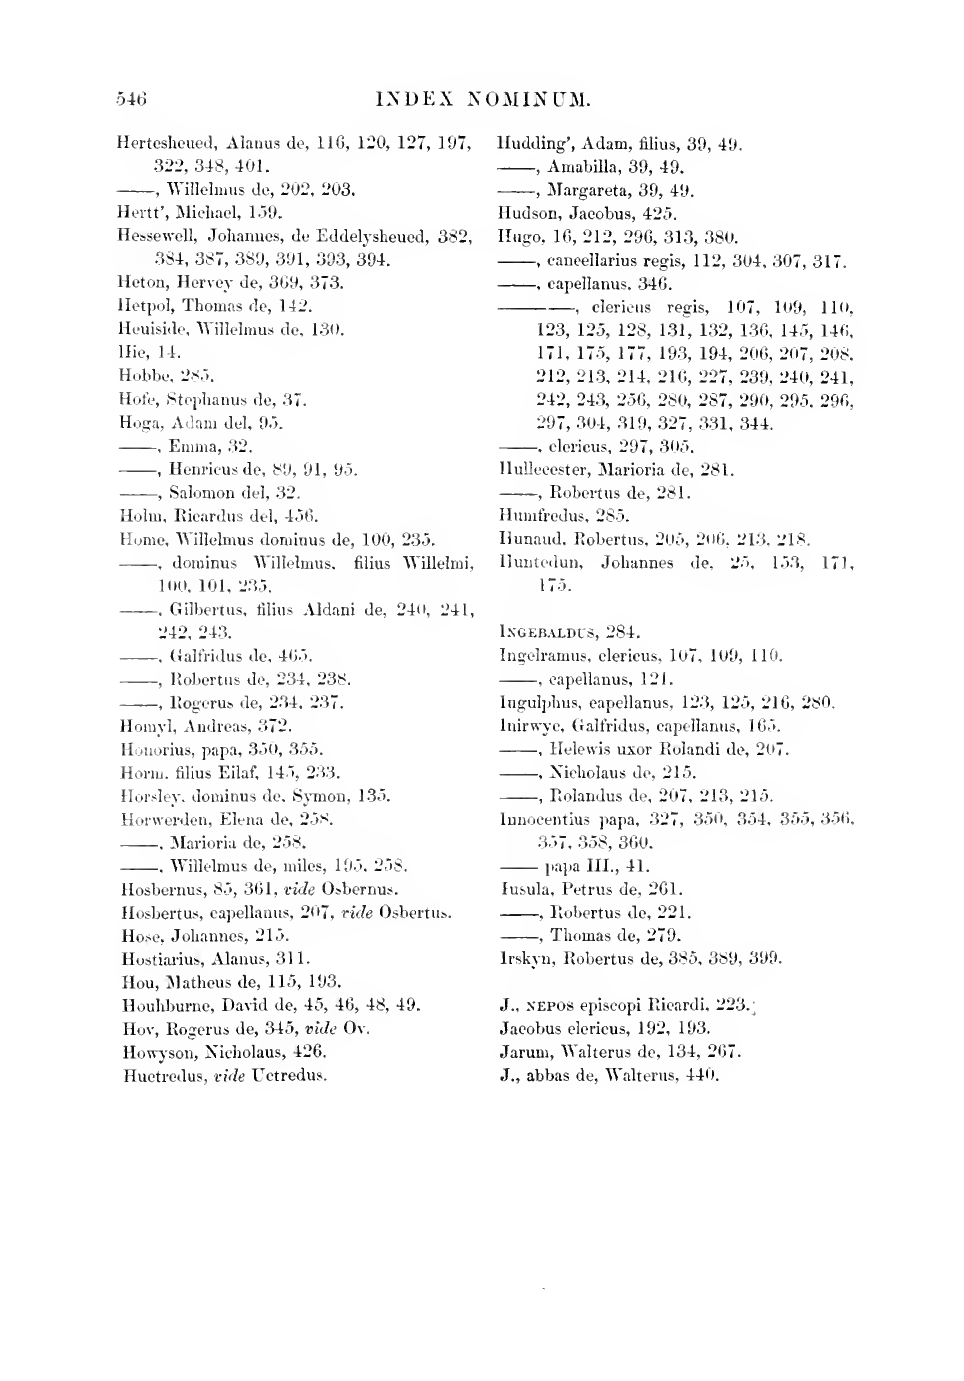 546
INDEX NOMINUM.
Hertesheued, Alanus de, 116, 120, 127, 197,
322, 348, 401.
——, Willelmus de, 202, 203.
Hertt', Michael, 159.
Hessewell, Johannes, de Eddelysheued, 382,
384, 387, 389, 391, 393, 394.
Heton, Hervey de, 369, 373.
Hetpol, Thomas de, 142.
Heuiside, Willelmus de, 130.
Hie, 14.
Hobbe, 285.
Hofe, Stephanus de, 37.
Hoga, Adam del, 95.
——, Emma, 32.
——, Henricus de, 89, 91, 95.
——, Salomon del, 32.
Holm, Ricardus del, 456.
Home, Willelmus dominus de, 100, 235.
——, dominus Willelmus, filius Willelmi,
100, 101, 235.
——, Gilbertus, filius Aldani de, 240, 241,
242, 243.
——, Galfridus de, 465.
——, Robertus de, 234, 238.
——, Rogerus de, 234, 237.
Homyl, Andreas, 372.
Honorius, papa, 350, 355.
Horm, filius Eilaf, 145, 233.
Horsley, dominus de, Symon, 135.
Horwerden, Elena de, 258.
——, Marioria de, 258.
——, Willelmus de, miles, 195, 258.
Hosbernus, 85, 361, vide Osbernus.
Hosbertus, capellanus, 207, vide Osbertus.
Hose, Johannes, 215.
Hostiarius, Alanus, 311.
Hou, Matheus de, 115, 193.
Houhburne, David de, 45, 46, 48, 49.
Hov, Rogerus de, 345, vide Ov.
Howyson, Nicholaus, 426.
Huctredus, vide Uctredus.
Hudding', Adam, filius, 39, 49.
——, Amabilla, 39, 49.
——, Margareta, 39, 49.
Hudson, Jacobus, 425.
Hugo, 16, 212, 296, 313, 380.
——, cancellarius regis, 112, 304, 307, 317.
——, capellanus, 346.
————, clericus regis, 107, 109, 110,
123, 125, 128, 131, 132, 136, 145, 146,
171, 175, 177, 193, 194, 206, 207, 208,
212, 213, 214, 216, 227, 239, 240, 241,
242, 243, 256, 280, 287, 290, 295, 296,
297, 304, 319, 327, 331, 344.
——, clericus, 297, 305.
Hullecester, Marioria de, 281.
——, Robertus de, 281.
Humfredus, 285.
Hunaud, Robertus, 205, 206, 213, 218.
Huntedun, Johannes de, 25, 153, 171,
175.
INGEBALDUS, 284.
Ingelramus, clericus, 107, 109, 110.
——, capellanus, 121.
Ingulphus, capellanus, 123, 125, 216, 280.
Inirwyc, Galfridus, capellanus, 165.
——, Helewis uxor Rolandi de, 207.
——, Nicholaus de, 215.
——, Rolandus de, 207, 213, 215.
Innocentius papa, 327, 350, 354, 355, 356,
357, 358, 360.
—— papa III., 41.
Insula, Petrus de, 261.
——, Robertus de, 221.
——, Thomas de, 279.
Irskyn, Robertus de, 385, 389, 399.
J., NEPOS episcopi Ricardi, 223.
Jacobus clericus, 192, 193.
Jarum, Walterus de, 134, 267.
J., abbas de, Walterus, 440.